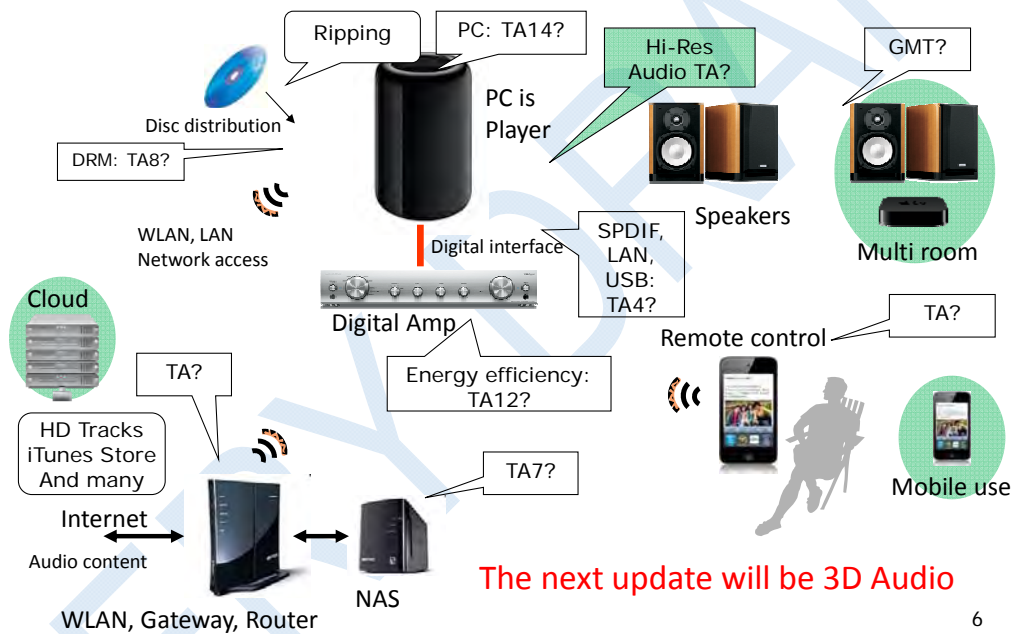 Ripping
PC: TA14?
Hi-Res
Audio TA?
GMT?
PC is
Player
Disc distribution
DRM: TA8?
WLAN, LAN
Network access
Digital interface
SPDIF,
LAN,
USB:
TA4?
Speakers
Multi room
Cloud
Digital Amp
Remote control
TA?
TA?
Energy efficiency:
TA12?
HD Tracks
iTunes Store
And many
TA7?
Mobile use
Internet
Audio content
NAS
WLAN, Gateway, Router
The next update will be 3D Audio
6